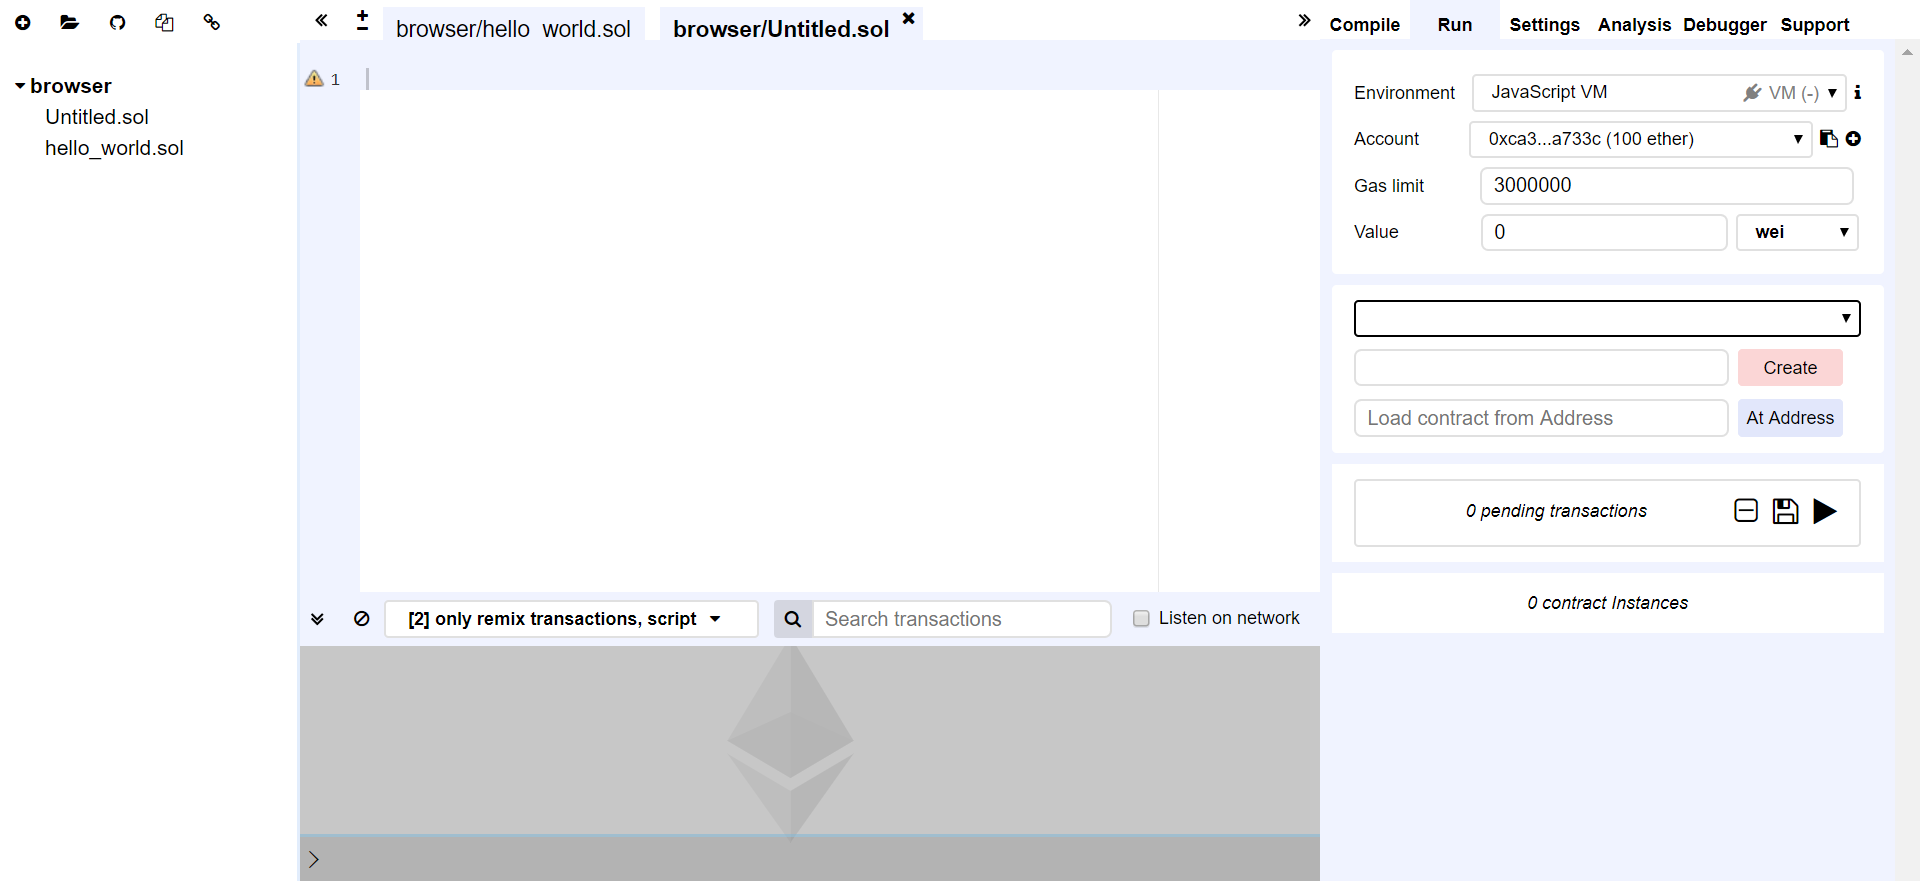 browser/hello_world.sol
browser/Untitled.sol
Compile
Run
Settings
Analysis
Debugger
Support
browser
Untitled.sol
hello_world.sol
1
Environment
JavaScript VM
VM (-)
Account
0xca3...a733c (100 ether)
Gas limit
3000000
Value
0
wei
Create
Load contract from Address
At Address
0 pending transactions
0 contract Instances
[2] only remix transactions, script
Search transactions
Listen on network
>